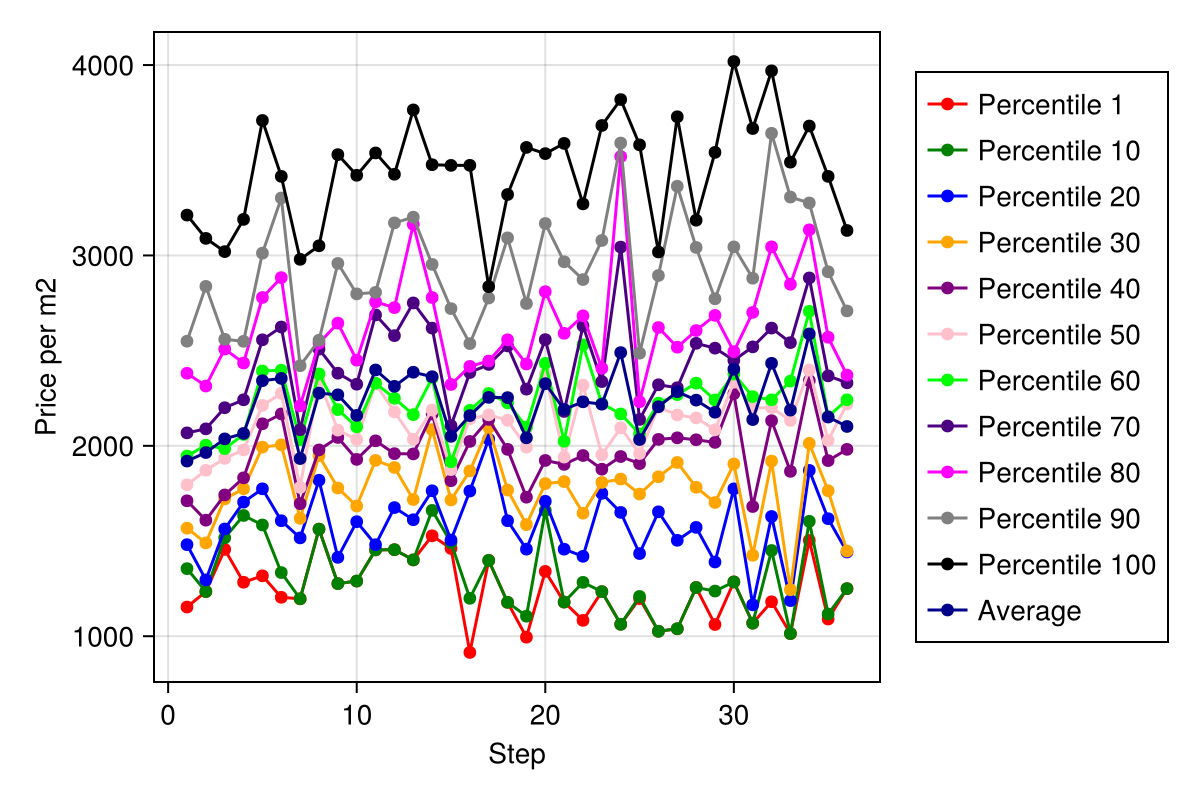 4000
3000
2000
1000
Price per m2
0
10
20
30
Step
Percentile 1
Percentile 10
Percentile 20
Percentile 30
Percentile 40
Percentile 50
Percentile 60
Percentile 70
Percentile 80
Percentile 90
Percentile 100
Average